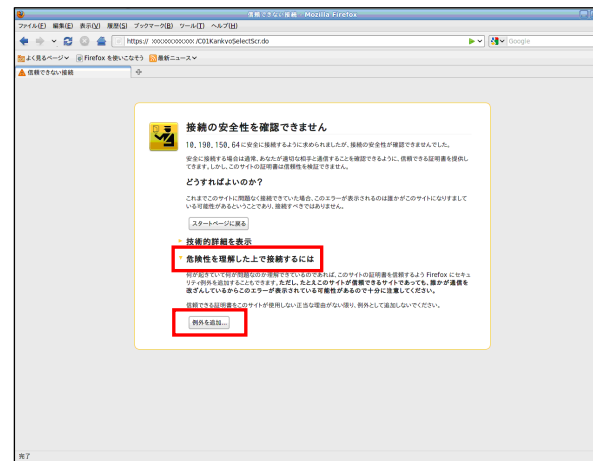 信頼できない接続 - Mozilla Firefox
ファイル(F) 編集(E) 表示(V) 履歴(S) ブックマーク(B) ツール(T) ヘルプ(H)
https:// XXXXXXXXXXX /C01KankyoSelectScr.do
Google
よく見るページ Firefox を使いこなそう 最新ニュース
信頼できない接続
接続の安全性を確認できません
10.190.150.64 に安全に接続するように求められましたが、接続の安全性が確認できませんでした。
安全に接続する場合は通常、あなたが適切な相手と通信することを確認できるように、信頼できる証明書を提供し
てきます。しかし、このサイトの証明書は信頼性を検証できません。
どうすればよいのか?
これまでこのサイトに問題なく接続できていた場合、このエラーが表示されるのは誰かがこのサイトになりすまして
いる可能性があるということであり、接続すべきではありません。
スタートページに戻る
技術的詳細を表示
危険性を理解した上で接続するには
何が起きていて何が問題なのか理解できているのであれば、このサイトの証明書を信頼するよう Firefox にセキュ
リティ例外を追加することもできます。ただし、たとえこのサイトが信頼できるサイトであっても、誰かが通信を
改ざんしているからこのエラーが表示されている可能性があるので十分に注意してください。
信頼できる証明書をこのサイトが使用しない正当な理由がない限り、例外として追加しないでください。
例外を追加...
完了